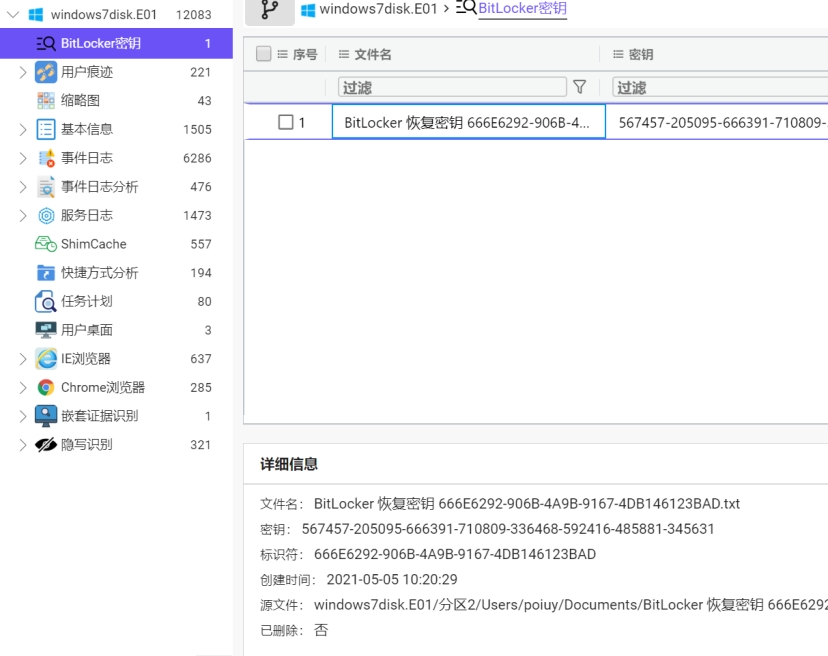 windows7disk.E01 12083
BitLocker密钥 1
用户痕迹 221
缩略图 43
基本信息 1505
事件日志 6286
事件日志分析 476
服务日志 1473
ShimCache 557
快捷方式分析 194
任务计划 80
用户桌面 3
IE浏览器 637
Chrome浏览器 285
嵌套证据识别 1
隐写识别 321
windows7disk.E01 > BitLocker密钥
序号 文件名 密钥
过滤 过滤
1 BitLocker 恢复密钥 666E6292-906B-4... 567457-205095-666391-710809-
详细信息
文件名: BitLocker 恢复密钥 666E6292-906B-4A9B-9167-4DB146123BAD.txt
密钥: 567457-205095-666391-710809-336468-592416-485881-345631
标识符: 666E6292-906B-4A9B-9167-4DB146123BAD
创建时间: 2021-05-05 10:20:29
源文件: windows7disk.E01/分区2/Users/poiuy/Documents/BitLocker 恢复密钥 666E6292
已删除: 否